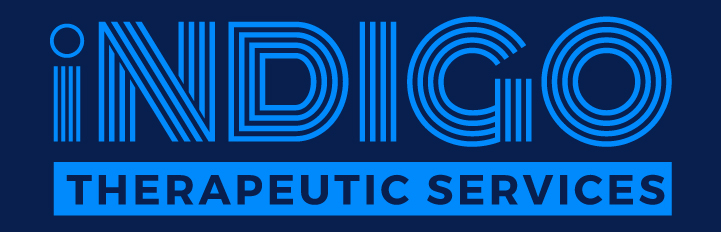 iNDIGO
THERAPEUTIC SERVICES